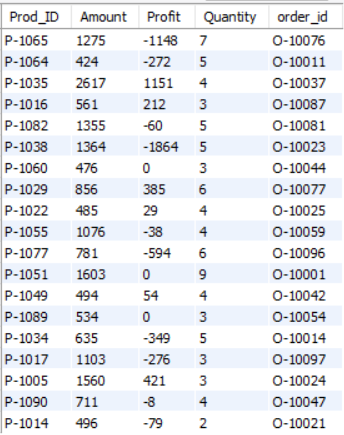 Prod_ID Amount Profit Quantity order_id
P-1065 1275 -1148 7 O-10076
P-1064 424 -272 5 O-10011
P-1035 2617 1151 4 O-10037
P-1016 561 212 3 O-10087
P-1082 1355 -60 5 O-10081
P-1038 1364 -1864 5 O-10023
P-1060 476 0 3 O-10044
P-1029 856 385 6 O-10077
P-1022 485 29 4 O-10025
P-1055 1076 -38 4 O-10059
P-1077 781 -594 6 O-10096
P-1051 1603 0 9 O-10001
P-1049 494 54 4 O-10042
P-1089 534 0 3 O-10054
P-1034 635 -349 5 O-10014
P-1017 1103 -276 3 O-10097
P-1005 1560 421 3 O-10024
P-1090 711 -8 4 O-10047
P-1014 496 -79 2 O-10021